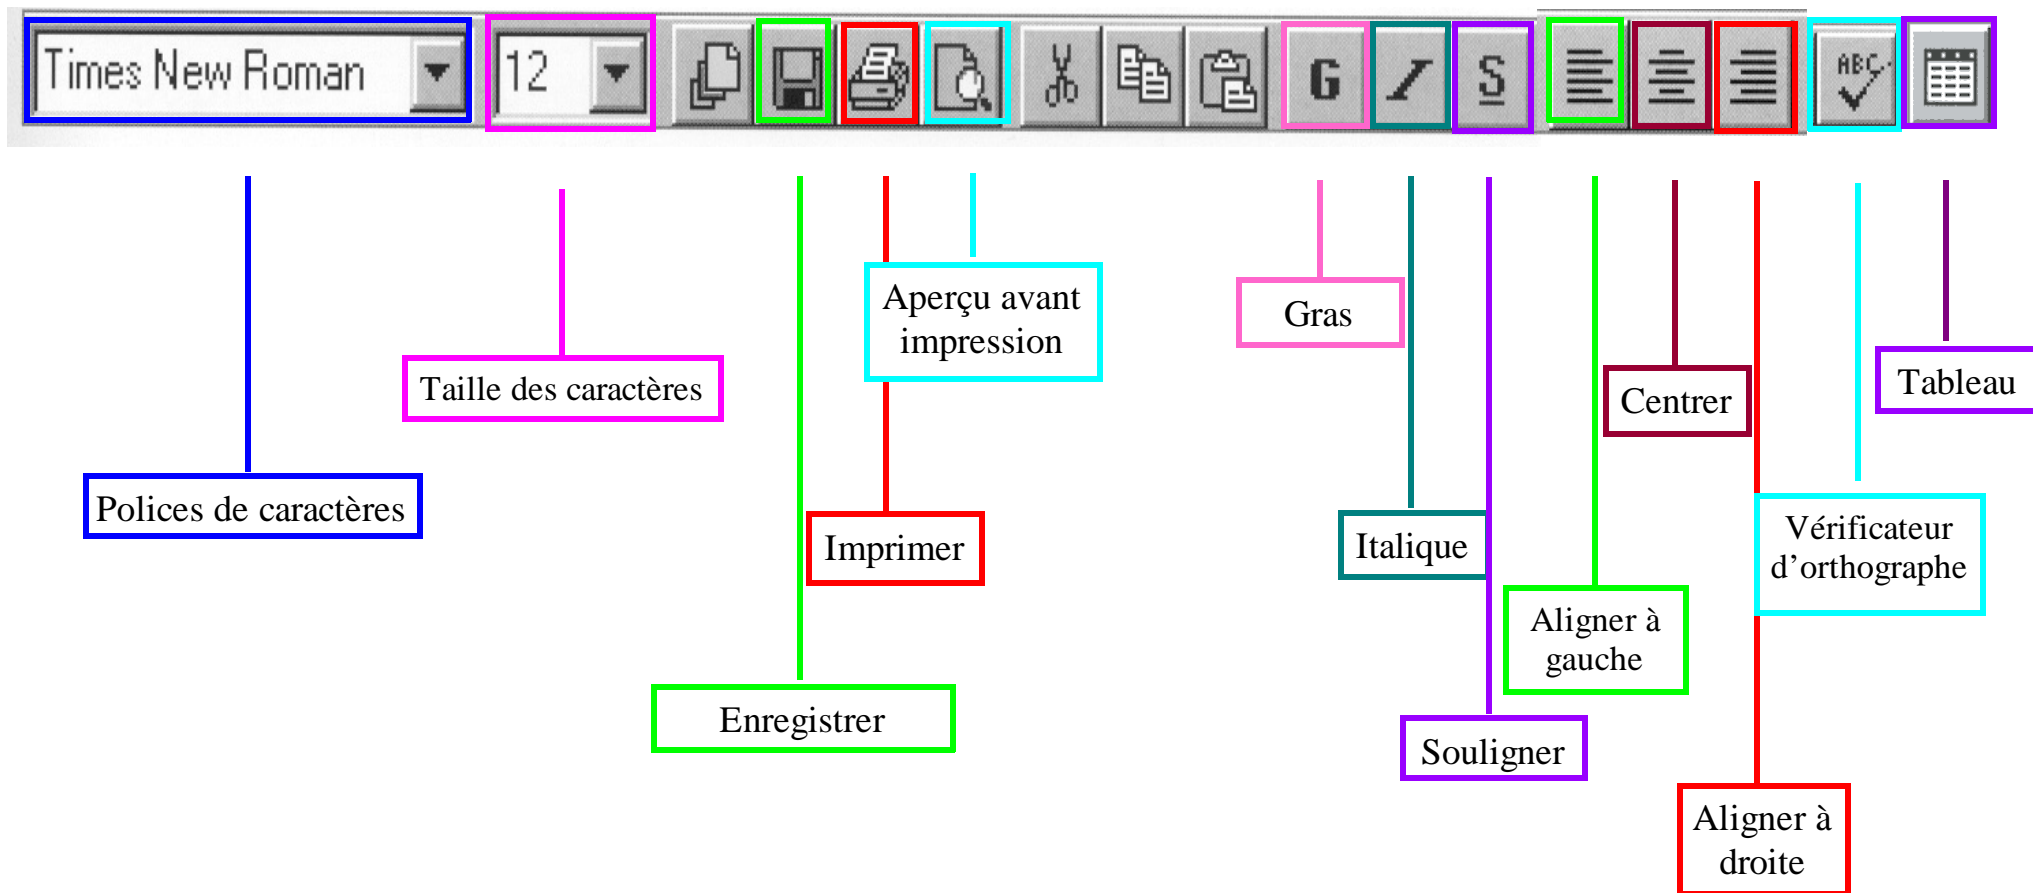 Times New Roman
12
G
I
S
ABC
Aperçu avant
impression
Gras
Taille des caractères
Centrer
Tableau
Polices de caractères
Imprimer
Italique
Vérificateur
d’orthographe
Aligner à
gauche
Enregistrer
Souligner
Aligner à
droite